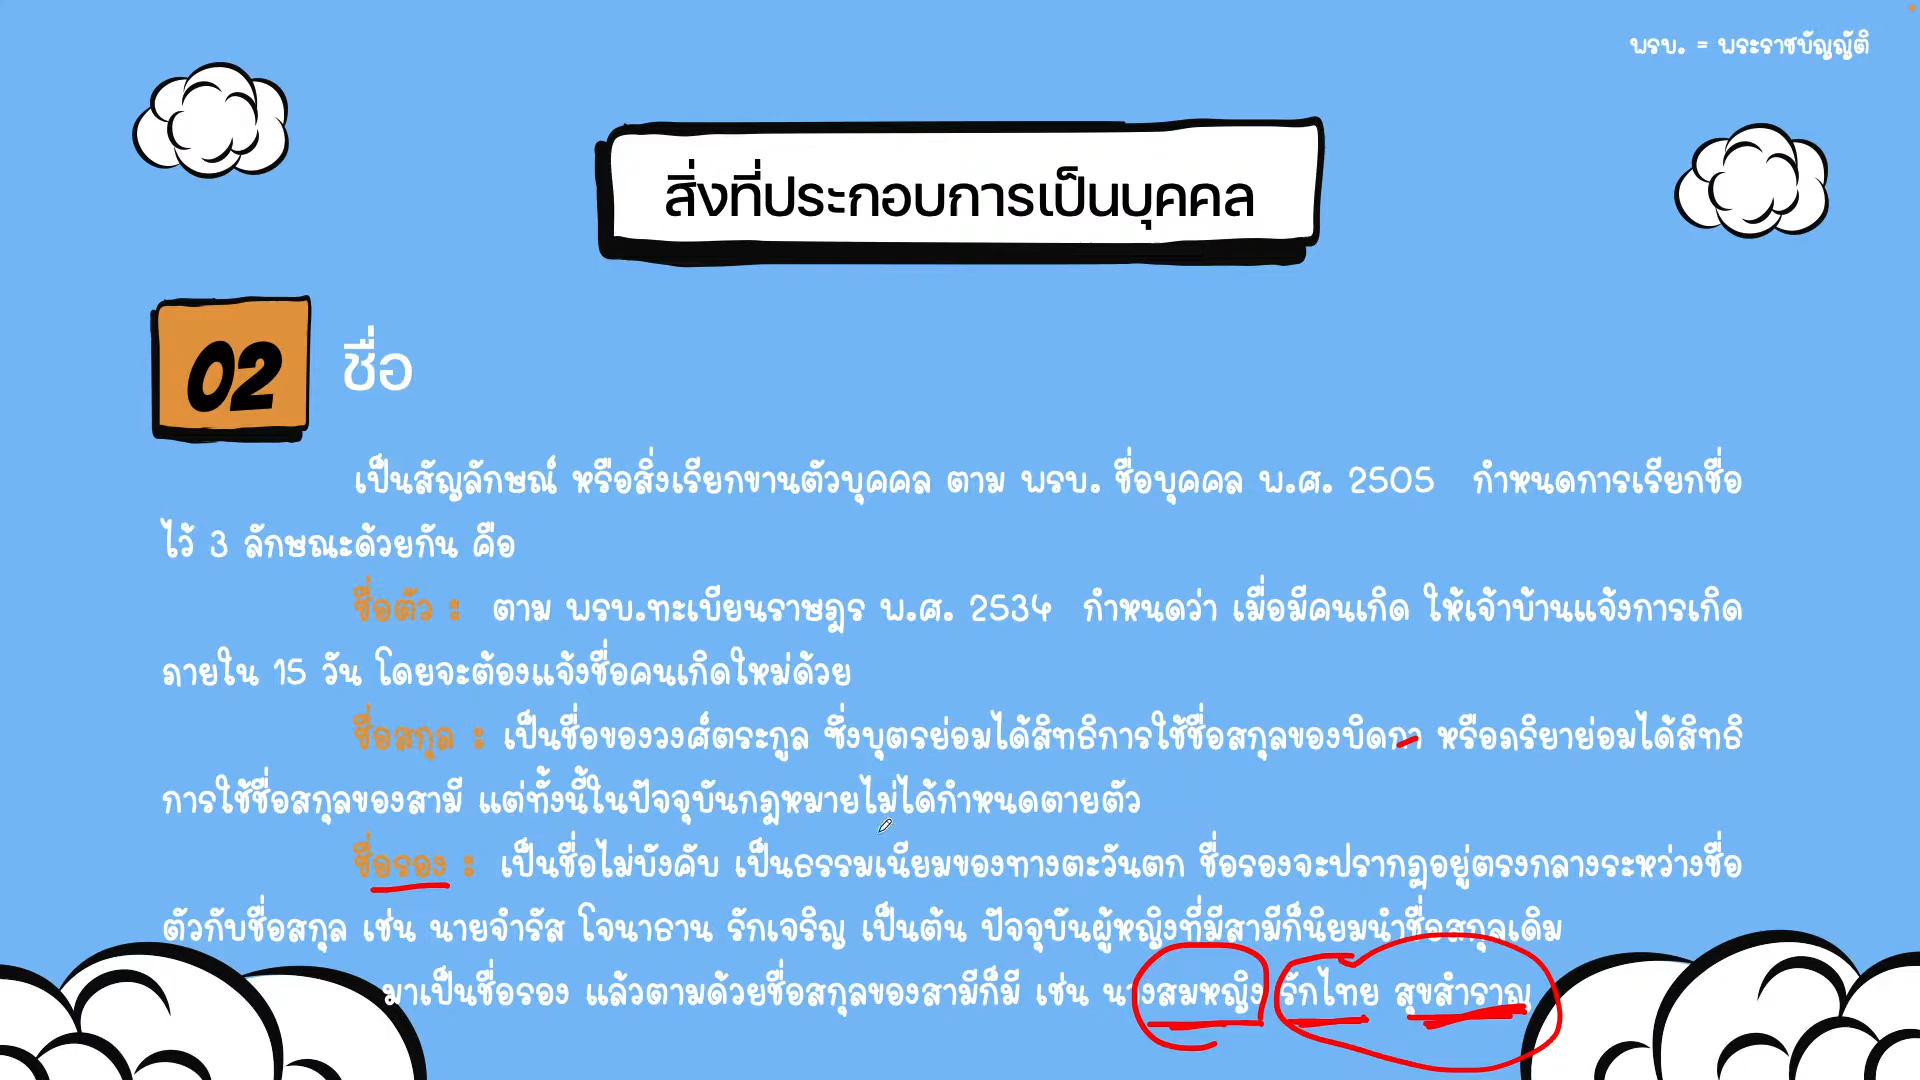 พรบ. = พระราชบัญญัติ
สิ่งที่ประกอบการเป็นบุคคล
02 ชื่อ
เป็นสัญลักษณ์ หรือสิ่งเรียกขานตัวบุคคล ตาม พรบ. ชื่อบุคคล พ.ศ. 2505 กำหนดการเรียกชื่อ
ไว้ 3 ลักษณะด้วยกัน คือ
ชื่อตัว : ตาม พรบ.ทะเบียนราษฎร พ.ศ. 2534 กำหนดว่า เมื่อมีคนเกิด ให้เจ้าบ้านแจ้งการเกิด
ภายใน 15 วัน โดยจะต้องแจ้งชื่อคนเกิดใหม่ด้วย
ชื่อสกุล : เป็นชื่อของวงศ์ตระกูล ซึ่งบุตรย่อมได้สิทธิการใช้ชื่อสกุลของบิดกา หรือภริยาย่อมได้สิทธิ
การใช้ชื่อสกุลของสามี แต่ทั้งนี้ในปัจจุบันกฎหมายไม่ได้กำหนดตายตัว
ชื่อรอง : เป็นชื่อไม่บังคับ เป็นธรรมเนียมของทางตะวันตก ชื่อรองจะปรากฏอยู่ตรงกลางระหว่างชื่อ
ตัวกับชื่อสกุล เช่น นายจำรัส โจนาธาน รักเจริญ เป็นต้น ปัจจุบันผู้หญิงที่มีสามีก็นิยมนำชื่อสกุลเดิม
มาเป็นชื่อรอง แล้วตามด้วยชื่อสกุลของสามีก็มี เช่น นางสมหญิง รักไทย สุขสำราญ